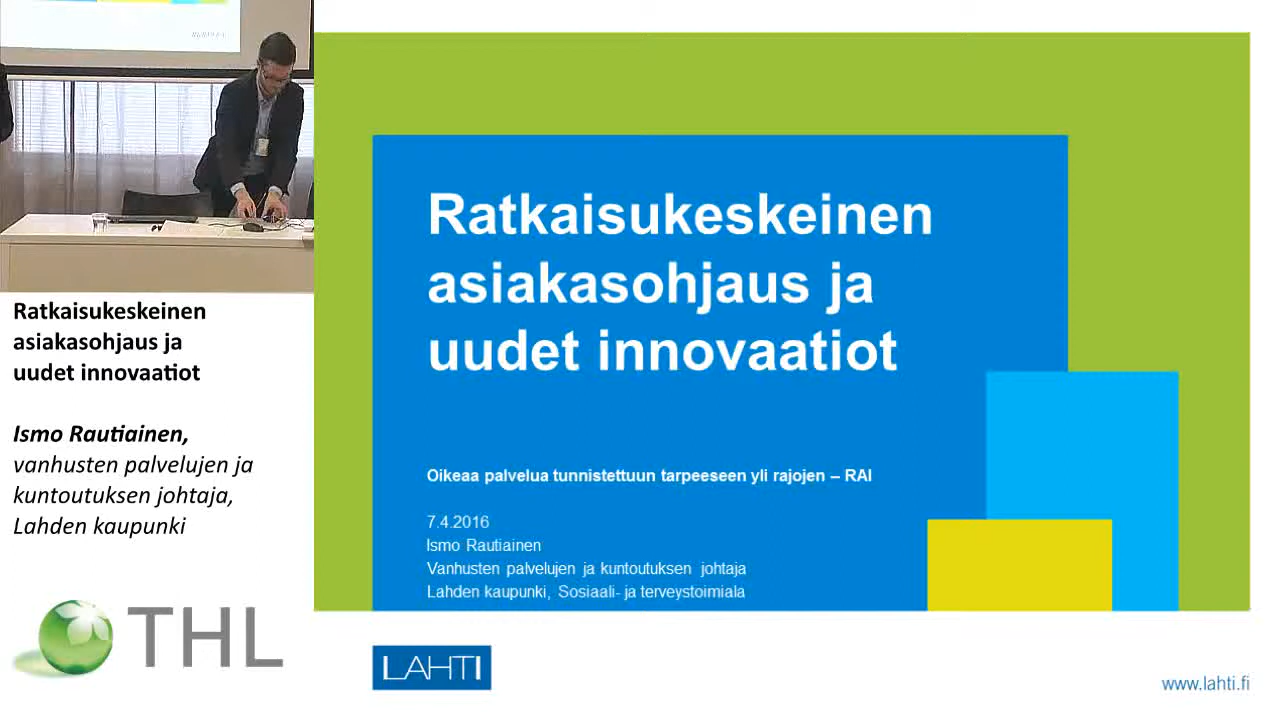 Ratkaisukeskeinen
asiakasohjaus ja
uudet innovaatiot
Ismo Rautiainen,
vanhusten palvelujen ja
kuntoutuksen johtaja,
Lahden kaupunki
THL
Ratkaisukeskeinen
asiakasohjaus ja
uudet innovaatiot
Oikeaa palvelua tunnistettuun tarpeeseen yli rajojen – RAI
7.4.2016
Ismo Rautiainen
Vanhusten palvelujen ja kuntoutuksen johtaja
Lahden kaupunki, Sosiaali- ja terveystoimiala
LAHTI
www.lahti.fi